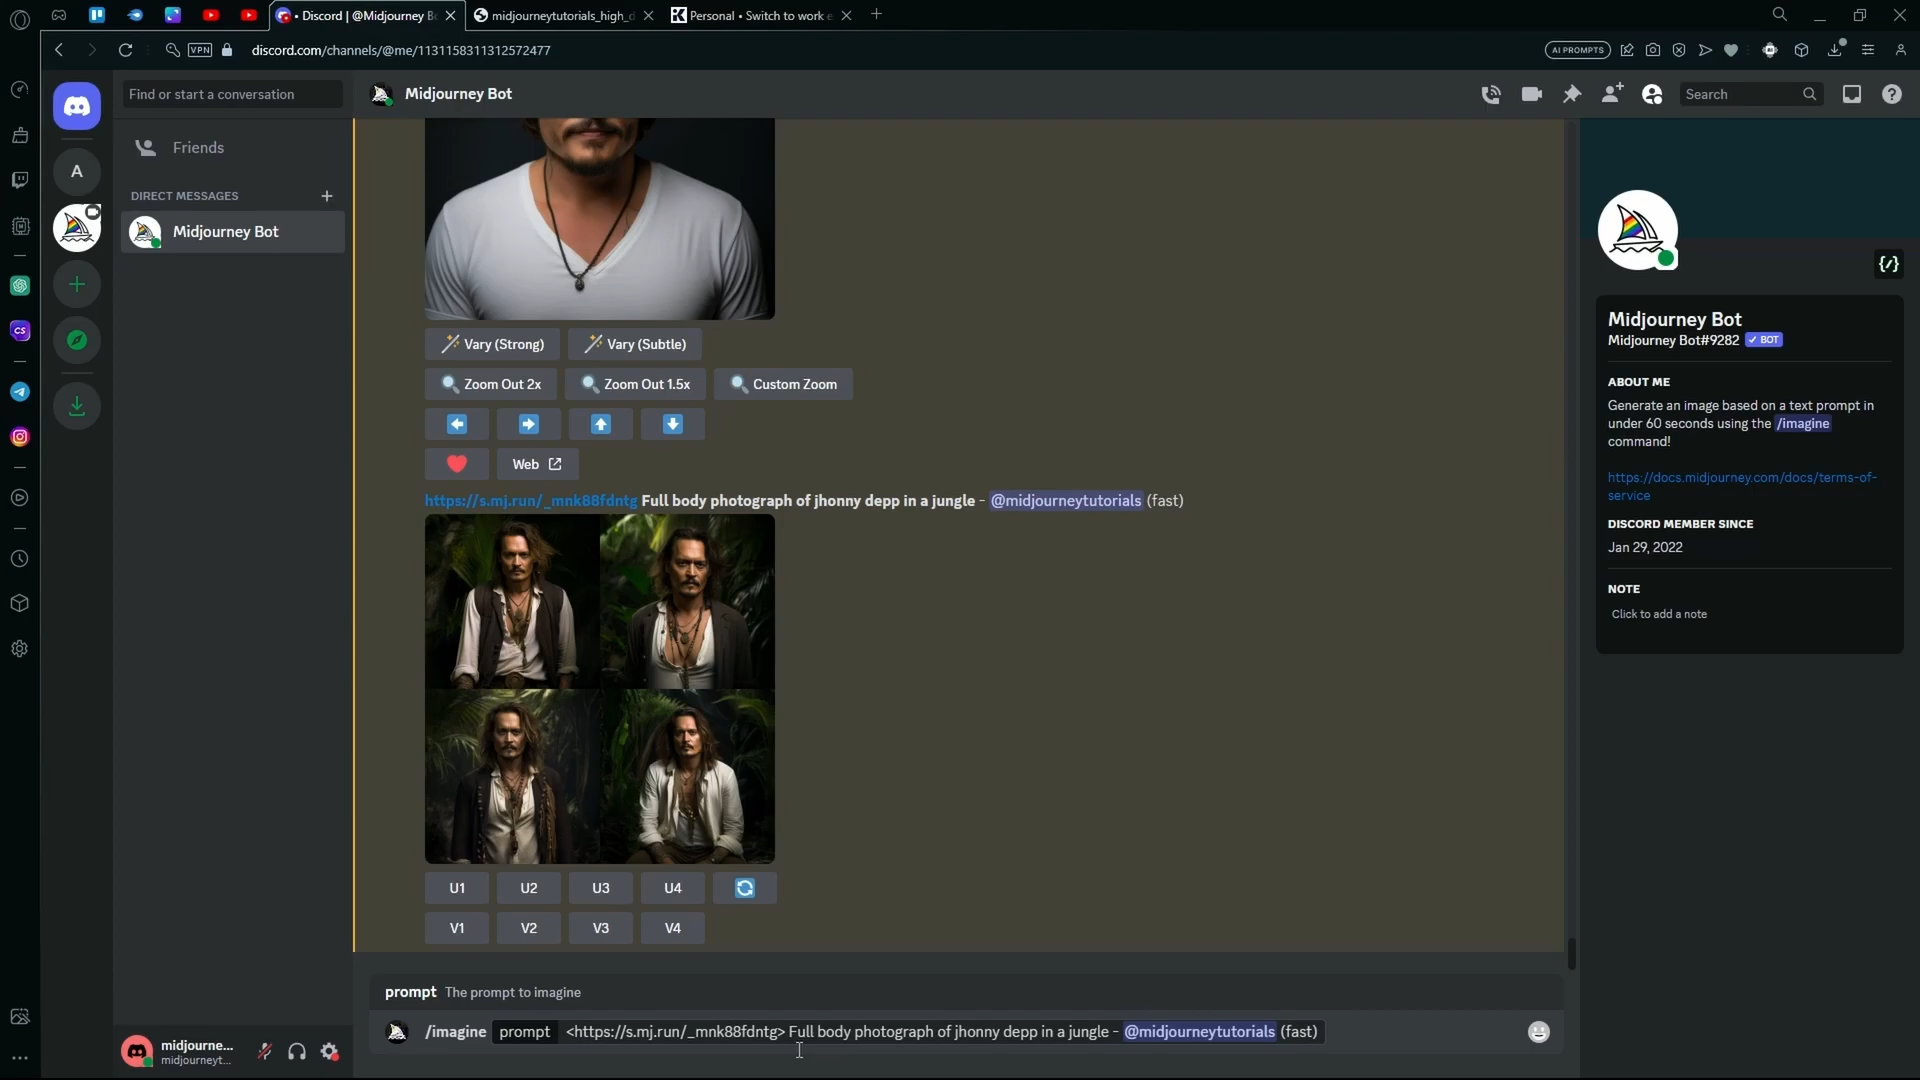 Discord | @Midjourney B
midjourneytutorials_high_d
Personal • Switch to work e
VPN
discord.com/channels/@me/1131158311312572477
AI PROMPTS
Find or start a conversation
Midjourney Bot
Search
Friends
A
DIRECT MESSAGES
Midjourney Bot
CS
Vary (Strong)
Vary (Subtle)
Zoom Out 2x
Zoom Out 1.5x
Custom Zoom
Web
https://s.mj.run/_mnk88fdntg Full body photograph of jhonny depp in a jungle - @midjourneytutorials (fast)
U1
U2
U3
U4
V1
V2
V3
V4
prompt The prompt to imagine
/imagine prompt <https://s.mj.run/_mnk88fdntg> Full body photograph of jhonny depp in a jungle - @midjourneytutorials (fast)
midjourne...
midjourneyt...
{/}
Midjourney Bot
Midjourney Bot#9282 ✓ BOT
ABOUT ME
Generate an image based on a text prompt in
under 60 seconds using the /imagine
command!
https://docs.midjourney.com/docs/terms-of-
service
DISCORD MEMBER SINCE
Jan 29, 2022
NOTE
Click to add a note